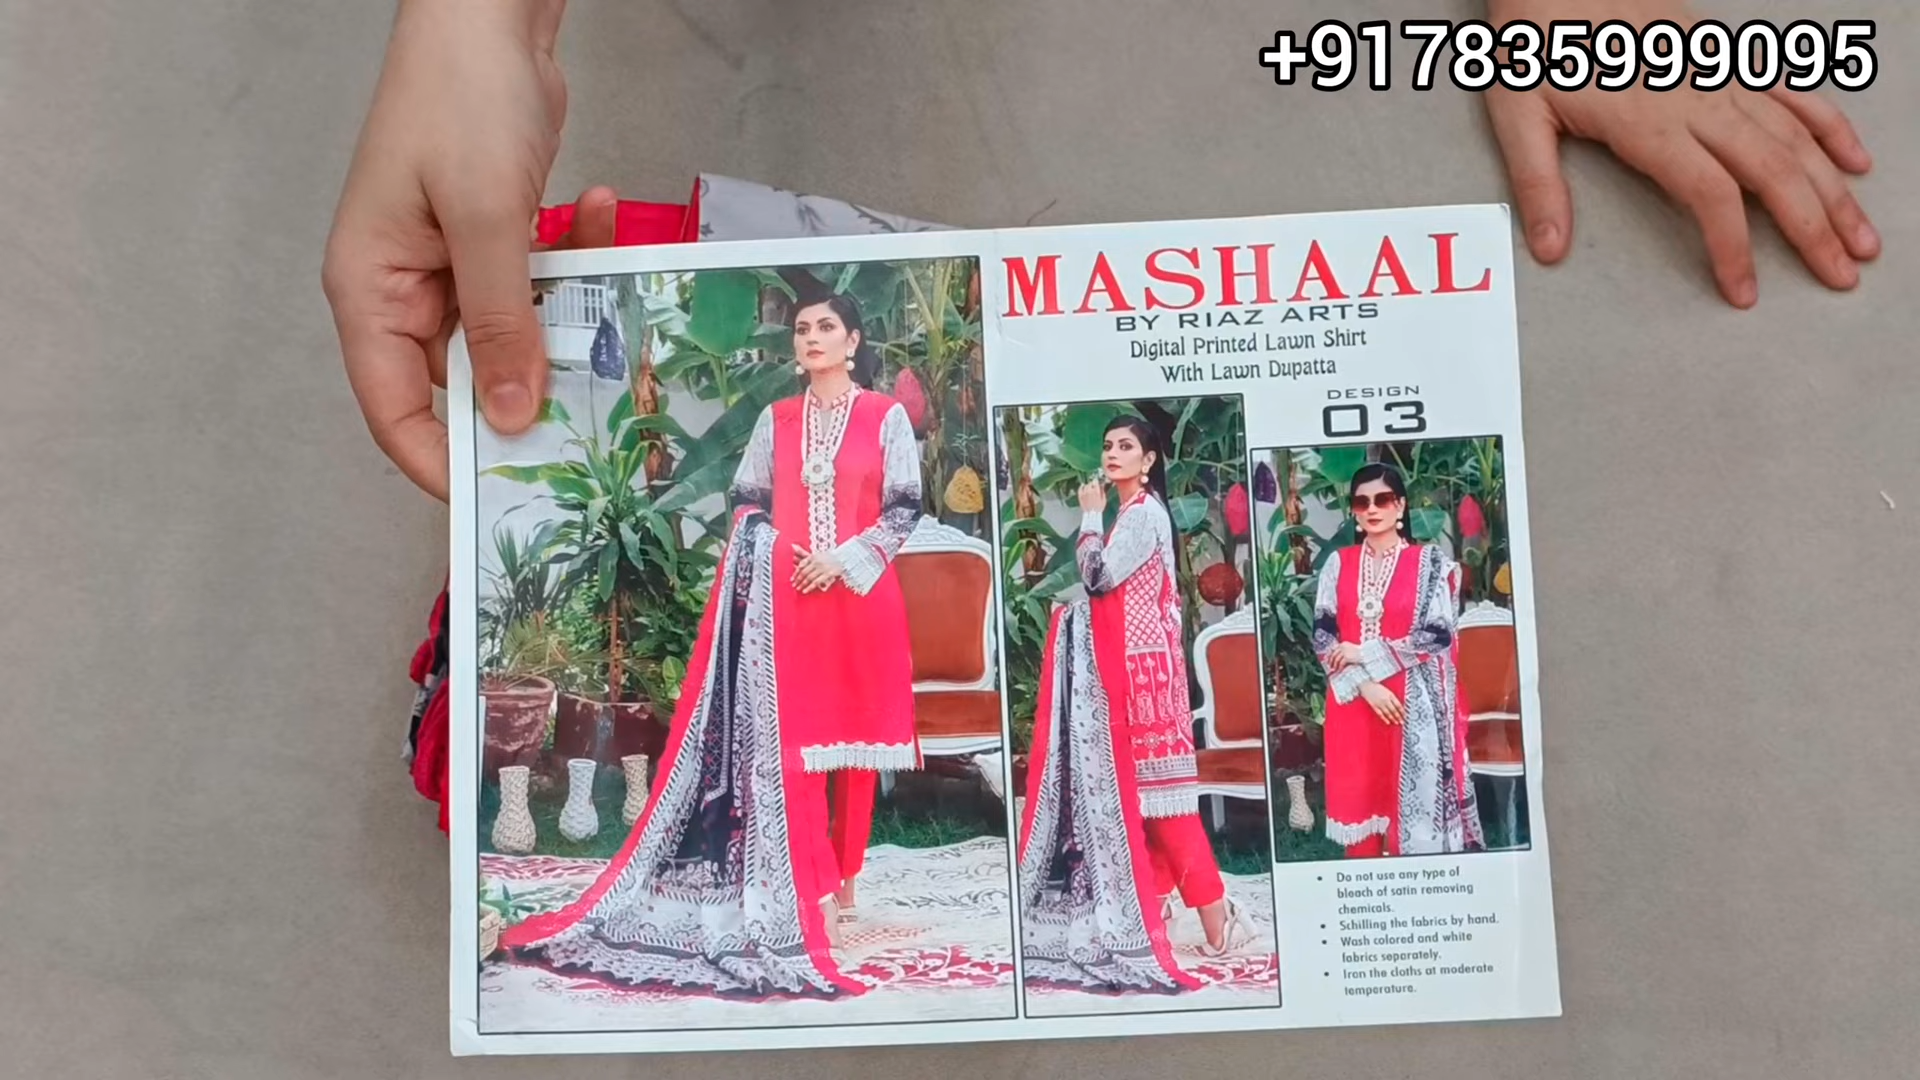 +917835999095
MASHAAL
BY RIAZ ARTS
Digital Printed Lawn Shirt
With Lawn Dupatta
DESIGN
03
• Do not use any type of
bleach of satin removing
chemicals.
• Schilling the fabrics by hand.
• Wash colored and white
fabrics separately.
• Iran the cloths at moderate
temperature.